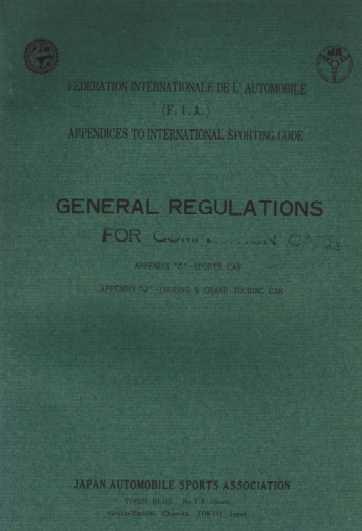 FEDERATION INTERNATIONALE DE L' AUTOMOBILE
(F. I. A.)
APPENDICES TO INTERNATIONAL SPORTING CODE
GENERAL REGULATIONS
FOR
APPENDIX "C" -SPORTS CAR
APPENDIX "J" -TOURING & GRAND TOURING CAR
JAPAN AUTOMOBILE SPORTS ASSOCIATION
TOKYO Japan